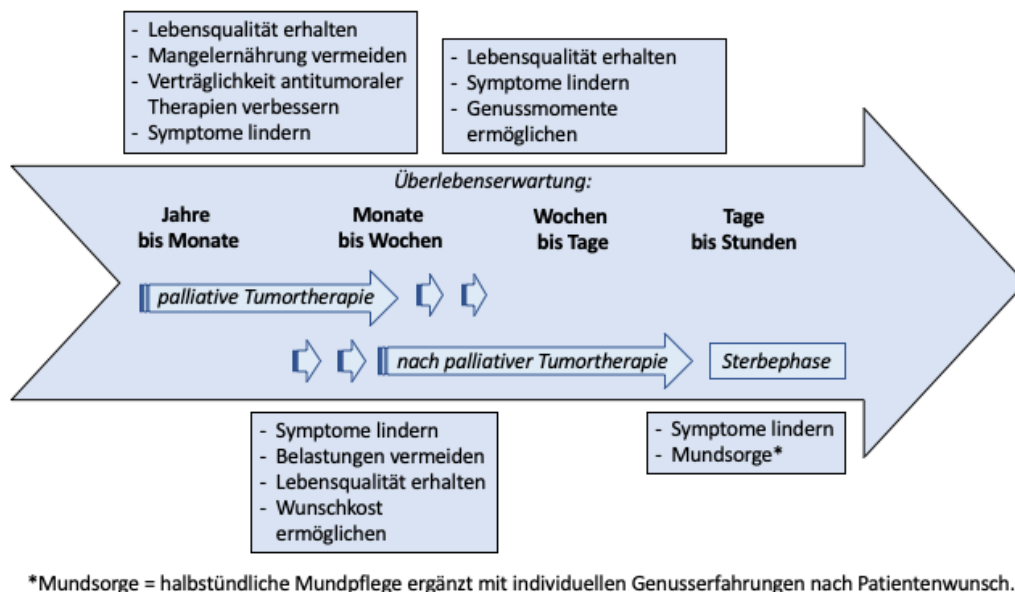 - Lebensqualität erhalten
- Mangelernährung vermeiden
- Verträglichkeit antitumoraler
Therapien verbessern
- Symptome lindern
- Lebensqualität erhalten
- Symptome lindern
- Genussmomente
ermöglichen
Überlebenserwartung:
Jahre
bis Monate
Monate
bis Wochen
Wochen
bis Tage
Tage
bis Stunden
palliative Tumortherapie
nach palliativer Tumortherapie
Sterbephase
- Symptome lindern
- Belastungen vermeiden
- Lebensqualität erhalten
- Wunschkost
ermöglichen
- Symptome lindern
- Mundsorge*
*Mundsorge = halbstündliche Mundpflege ergänzt mit individuellen Genusserfahrungen nach Patientenwunsch.